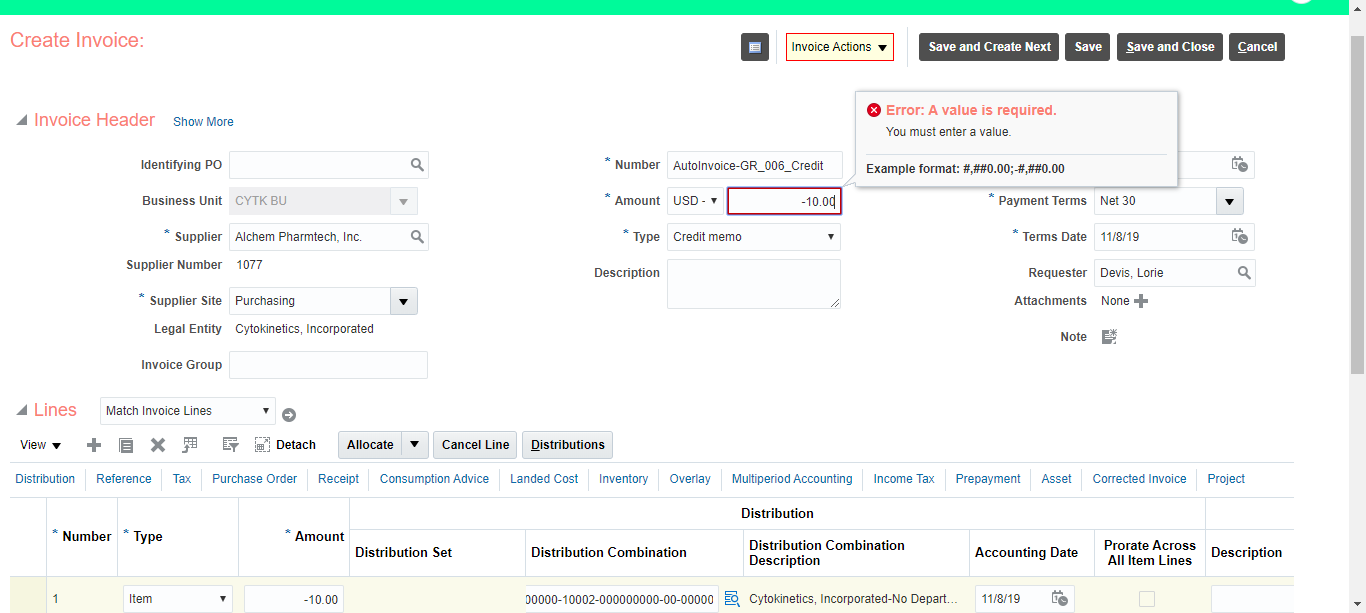 Create Invoice:
Invoice Actions
Save and Create Next
Save
Save and Close
Cancel
Invoice Header
Show More
Error: A value is required.
You must enter a value.
Example format: #,##0.00;-#,##0.00
Identifying PO
Business Unit CYTK BU
* Supplier Alchem Pharmtech, Inc.
Supplier Number 1077
* Supplier Site Purchasing
Legal Entity Cytokinetics, Incorporated
Invoice Group
* Number AutoInvoice-GR_006_Credit
* Amount USD - -10.00
* Type Credit memo
Description
* Payment Terms Net 30
* Terms Date 11/8/19
Requester Devis, Lorie
Attachments None
Note
Lines
Match Invoice Lines
View
Detach
Allocate
Cancel Line
Distributions
Distribution Reference Tax Purchase Order Receipt Consumption Advice Landed Cost Inventory Overlay Multiperiod Accounting Income Tax Prepayment Asset Corrected Invoice Project
Distribution
* Number * Type * Amount Distribution Set Distribution Combination Distribution Combination Description Accounting Date Prorate Across All Item Lines Description
1 Item -10.00 00000-10002-000000000-00-00000 Cytokinetics, Incorporated-No Depart... 11/8/19